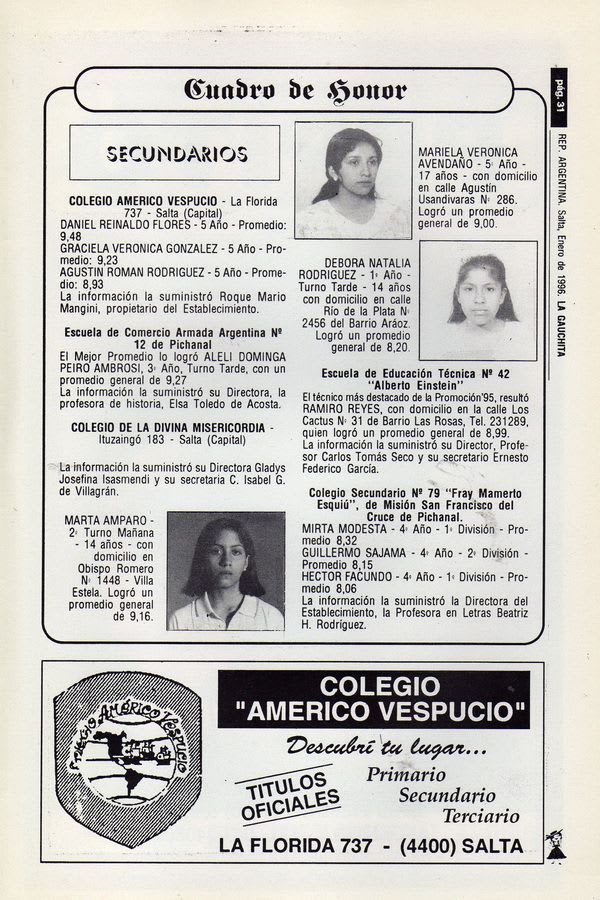 Cuadro de Honor
SECUNDARIOS
COLEGIO AMERICO VESPUCIO - La Florida
737 - Salta (Capital)
DANIEL REINALDO FLORES - 5 Año - Promedio:
9,48
GRACIELA VERONICA GONZALEZ - 5 Año - Pro-
medio: 9,23
AGUSTIN ROMAN RODRIGUEZ - 5 Año - Prome-
dio: 8,93
La información la suministró Roque Mario
Mangini, propietario del Establecimiento.
Escuela de Comercio Armada Argentina Nº
12 de Pichanal
El Mejor Promedio lo logró ALELI DOMINGA
PEIRO AMBROSI, 3º Año, Turno Tarde, con un
promedio general de 9,27
La información la suministró su Directora, la
profesora de historia, Elsa Toledo de Acosta.
COLEGIO DE LA DIVINA MISERICORDIA -
Ituzaingó 183 - Salta (Capital)
La información la suministró su Directora Gladys
Josefina Isasmendi y su secretaria C. Isabel G.
de Villagrán.
MARTA AMPARO -
2º Turno Mañana
- 14 años - con
domicilio en
Obispo Romero
Nº 1448 - Villa
Estela. Logró un
promedio general
de 9,16.
MARIELA VERONICA
AVENDAÑO - 5º Año -
17 años - con domicilio
en calle Agustín
Usandivaras Nº 286.
Logró un promedio
general de 9,00.
DEBORA NATALIA
RODRIGUEZ - 1º Año -
Turno Tarde - 14 años
con domicilio en calle
Río de la Plata Nº
2456 del Barrio Aráoz.
Logró un promedio
general de 8,20.
Escuela de Educación Técnica Nº 42
"Alberto Einstein"
El técnico más destacado de la Promoción'95, resultó
RAMIRO REYES, con domicilio en la calle Los
Cactus Nº 31 de Barrio Las Rosas, Tel. 231289,
quien logró un promedio general de 8,99.
La información la suministró su Director, Profe-
sor Carlos Tomás Seco y su secretario Ernesto
Federico García.
Colegio Secundario Nº 79 "Fray Mamerto
Esquiú", de Misión San Francisco del
Cruce de Pichanal.
MIRTA MODESTA - 4º Año - 1º División - Pro-
medio 8,32
GUILLERMO SAJAMA - 4º Año - 2º División -
Promedio 8,15
HECTOR FACUNDO - 4º Año - 1º División - Pro-
medio 8,06
La información la suministró la Directora del
Establecimiento, la Profesora en Letras Beatriz
H. Rodríguez.
pág. 31
REP. ARGENTINA. Salta, Enero de 1996. LA GAUCHITA
PRIMERO AMÉRICO VESPUCIO
COLEGIO
"AMERICO VESPUCIO"
Descubrí tu lugar...
TITULOS
OFICIALES
Primario
Secundario
Terciario
LA FLORIDA 737 - (4400) SALTA